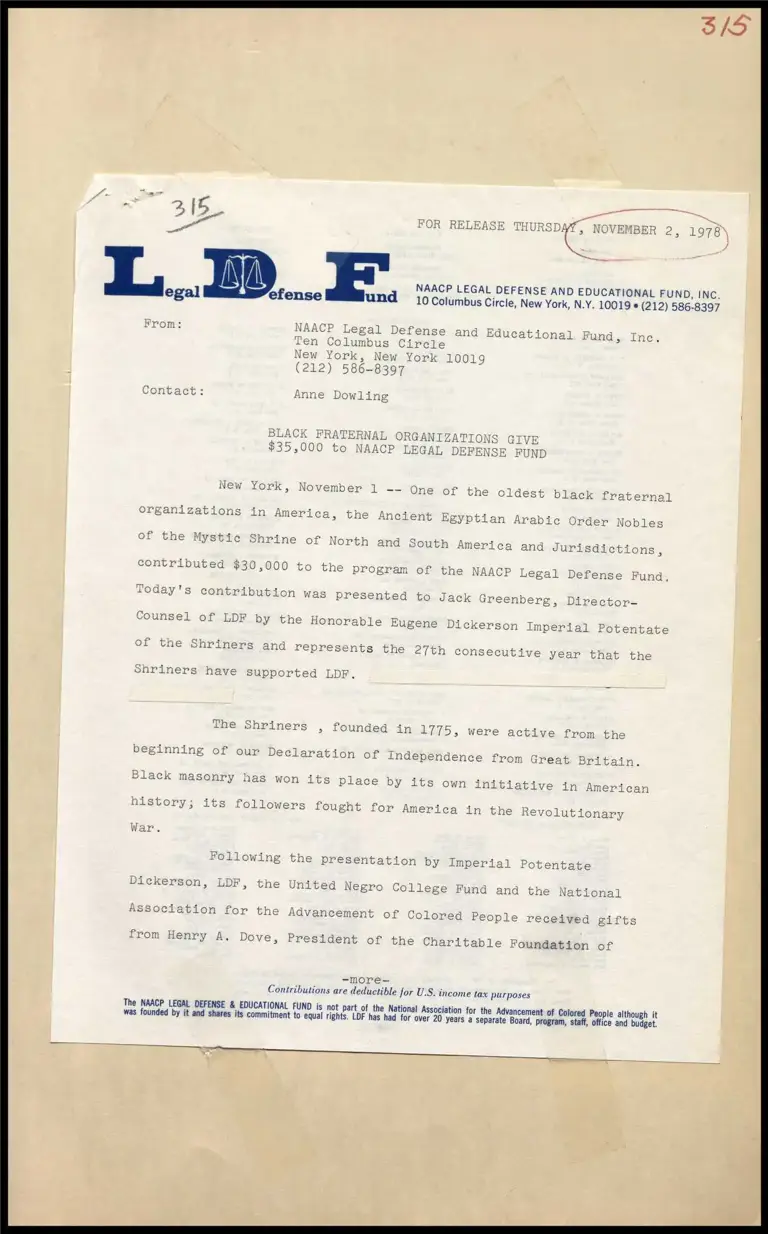 315
315
FOR RELEASE THURSDAY, NOVEMBER 2, 1978
Legal Defense Fund
NAACP LEGAL DEFENSE AND EDUCATIONAL FUND, INC.
10 Columbus Circle, New York, N.Y. 10019 • (212) 586-8397
From: NAACP Legal Defense and Educational Fund, Inc.
Ten Columbus Circle
New York, New York 10019
(212) 586-8397
Contact: Anne Dowling
BLACK FRATERNAL ORGANIZATIONS GIVE
$35,000 to NAACP LEGAL DEFENSE FUND
New York, November 1 -- One of the oldest black fraternal
organizations in America, the Ancient Egyptian Arabic Order Nobles
of the Mystic Shrine of North and South America and Jurisdictions,
contributed $30,000 to the program of the NAACP Legal Defense Fund.
Today's contribution was presented to Jack Greenberg, Director-
Counsel of LDF by the Honorable Eugene Dickerson Imperial Potentate
of the Shriners and represents the 27th consecutive year that the
Shriners have supported LDF.
The Shriners , founded in 1775, were active from the
beginning of our Declaration of Independence from Great Britain.
Black masonry has won its place by its own initiative in American
history; its followers fought for America in the Revolutionary
War.
Following the presentation by Imperial Potentate
Dickerson, LDF, the United Negro College Fund and the National
Association for the Advancement of Colored People received gifts
from Henry A. Dove, President of the Charitable Foundation of
-more-
Contributions are deductible for U.S. income tax purposes
The NAACP LEGAL DEFENSE & EDUCATIONAL FUND is not part of the National Association for the Advancement of Colored People although it
was founded by it and shares its commitment to equal rights. LDF has had for over 20 years a separate Board, program, staff, office and budget.